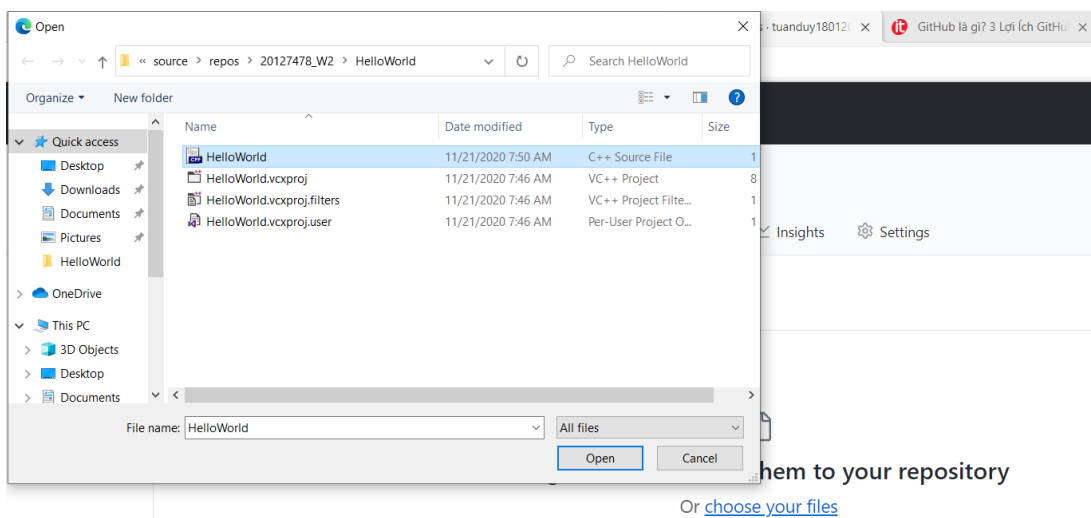 Open
s · tuanduy18012
GitHub là gì? 3 Lợi Ích GitHu
« source > repos > 20127478_W2 > HelloWorld
Search HelloWorld
Organize
New folder
Name
Date modified
Type
Size
Quick access
Desktop
Downloads
Documents
Pictures
HelloWorld
OneDrive
This PC
3D Objects
Desktop
Documents
HelloWorld 11/21/2020 7:50 AM C++ Source File 1
HelloWorld.vcxproj 11/21/2020 7:46 AM VC++ Project 8
HelloWorld.vcxproj.filters 11/21/2020 7:46 AM VC++ Project Filte... 1
HelloWorld.vcxproj.user 11/21/2020 7:46 AM Per-User Project O... 1
Insights
Settings
File name: HelloWorld
All files
Open
Cancel
hem to your repository
Or choose your files